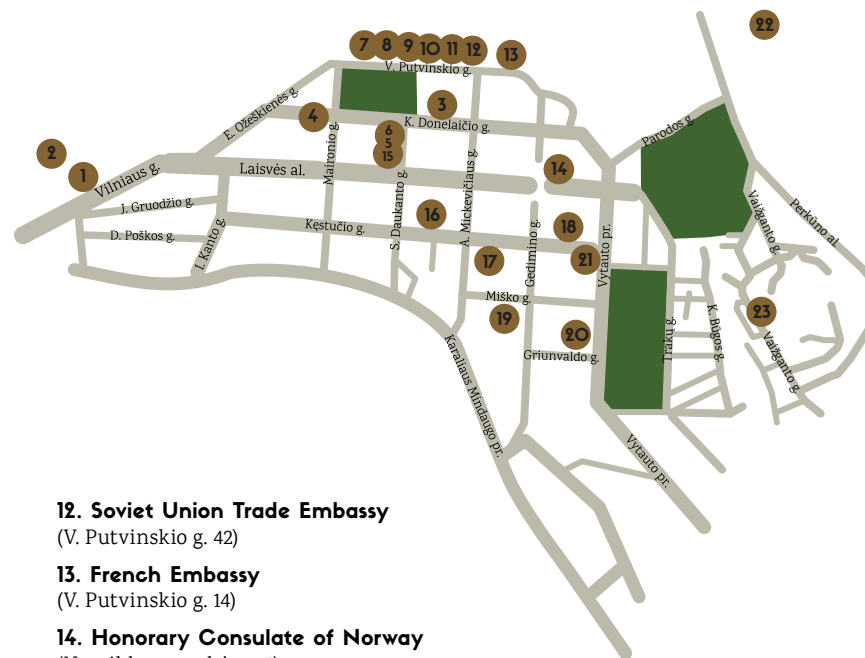 22
7 8 9 10 11 12 13
V. Putvinskio g.
E. Ožeškienės g.
3
4
K. Donelaičio g.
6
5
15
2
1
Vilniaus g.
Laisvės al.
Maironio g.
S. Daukanto g.
A. Mickevičiaus g.
14
Parodos g.
Vaižganto g.
Perkūno al.
J. Gruodžio g.
D. Poškos g.
I. Kanto g.
Kęstučio g.
16
Gedimino g.
18
Vytauto pr.
17
21
Miško g.
19
20
Griunvaldo g.
Trakų g.
K. Būgos g.
23
Vaižganto g.
Karaliaus Mindaugo pr.
Vytauto pr.
12. Soviet Union Trade Embassy
(V. Putvinskio g. 42)
13. French Embassy
(V. Putvinskio g. 14)
14. Honorary Consulate of Norway